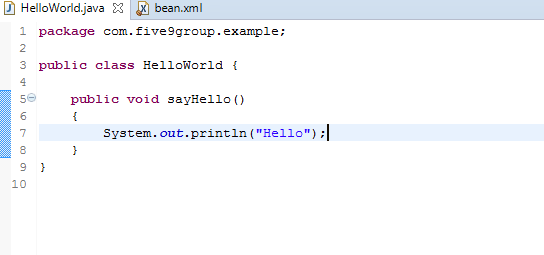 HelloWorld.java bean.xml
1 package com.five9group.example;
2
3 public class HelloWorld {
4
5 public void sayHello()
6 {
7 System.out.println("Hello");
8 }
9 }
10